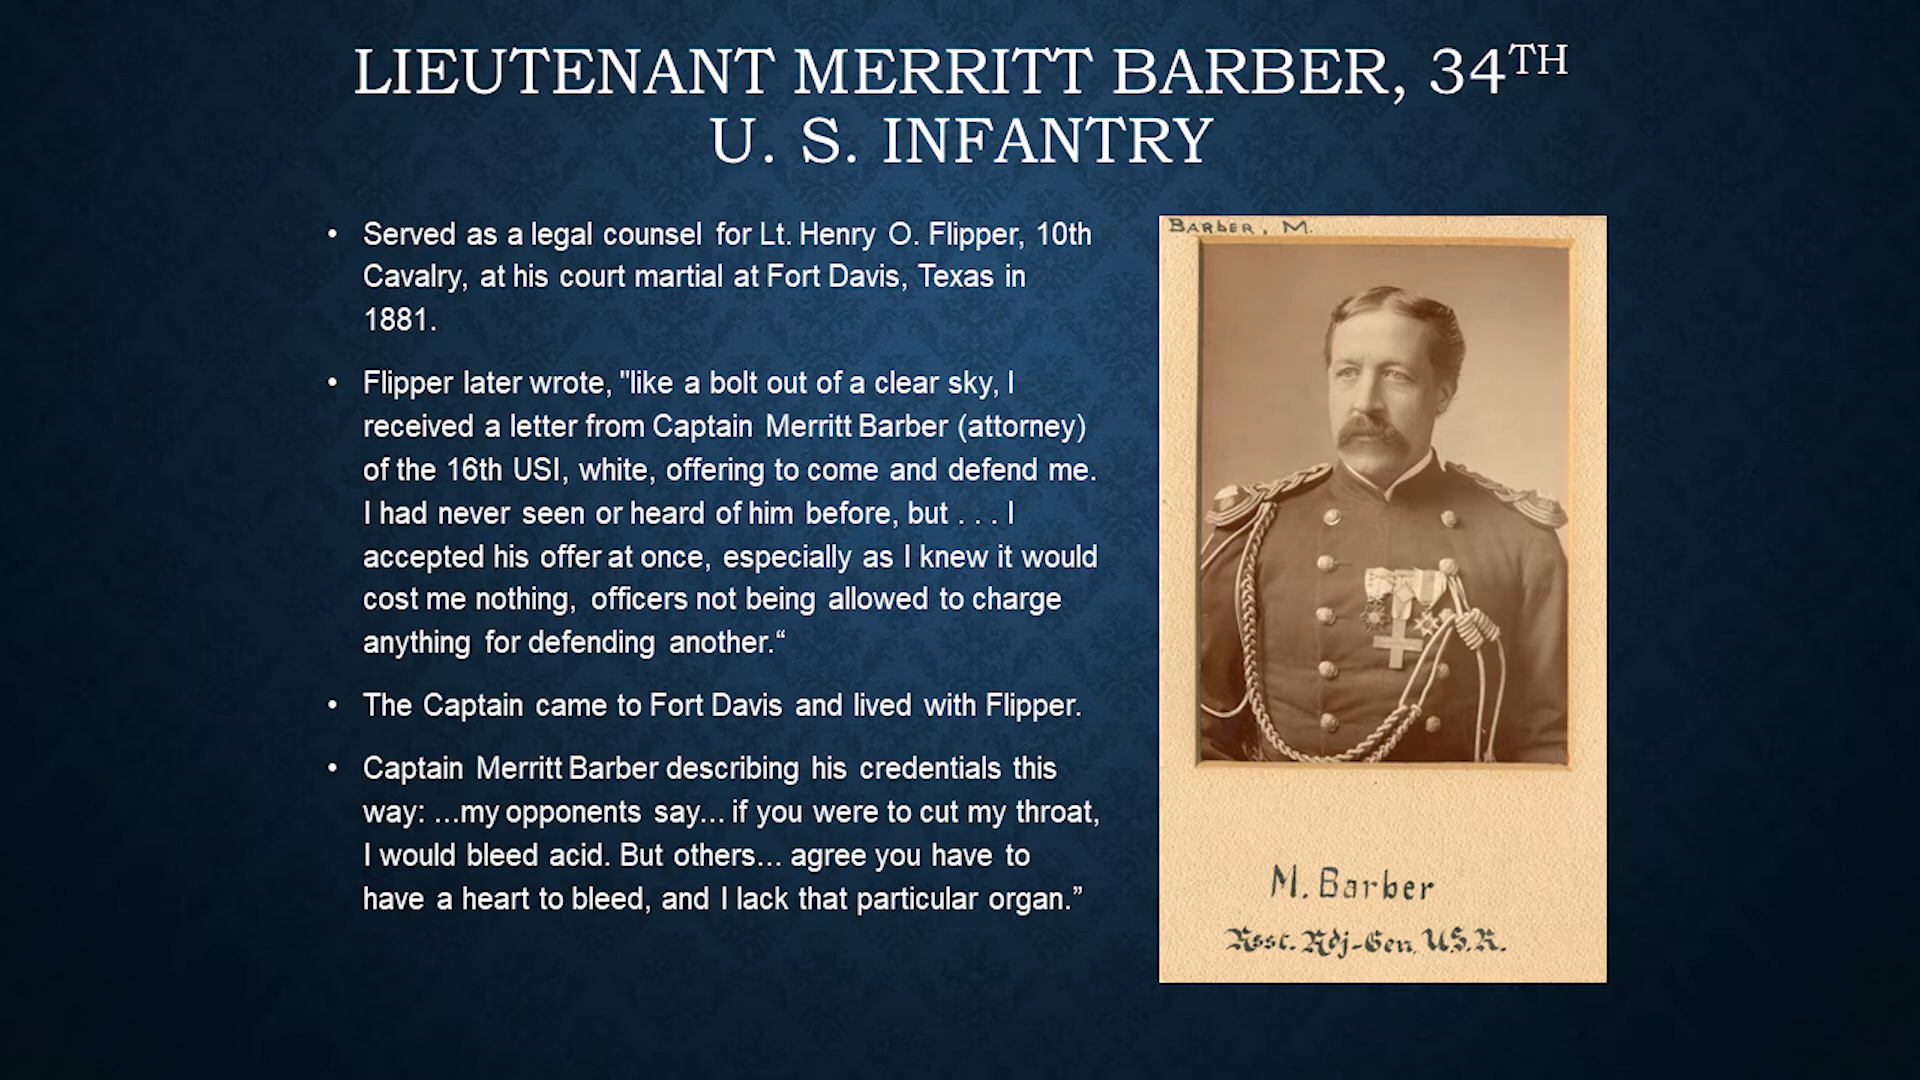 LIEUTENANT MERRITT BARBER, 34TH
U. S. INFANTRY
• Served as a legal counsel for Lt. Henry O. Flipper, 10th
Cavalry, at his court martial at Fort Davis, Texas in
1881.
• Flipper later wrote, "like a bolt out of a clear sky, I
received a letter from Captain Merritt Barber (attorney)
of the 16th USI, white, offering to come and defend me.
I had never seen or heard of him before, but . . . I
accepted his offer at once, especially as I knew it would
cost me nothing, officers not being allowed to charge
anything for defending another.“
• The Captain came to Fort Davis and lived with Flipper.
• Captain Merritt Barber describing his credentials this
way: ...my opponents say... if you were to cut my throat,
I would bleed acid. But others... agree you have to
have a heart to bleed, and I lack that particular organ.”
Barber, M.
M. Barber
Asst. Adj-Gen. U.S.A.